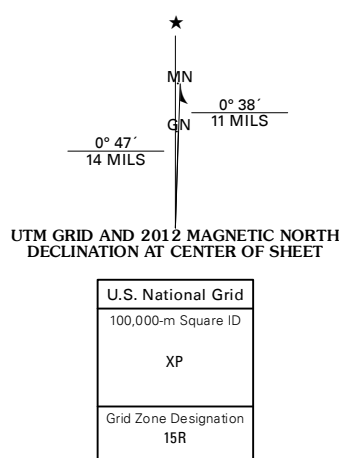 ★
MN
0° 38´
11 MILS
GN
0° 47´
14 MILS
UTM GRID AND 2012 MAGNETIC NORTH
DECLINATION AT CENTER OF SHEET
U.S. National Grid
100,000-m Square ID
XP
Grid Zone Designation
15R